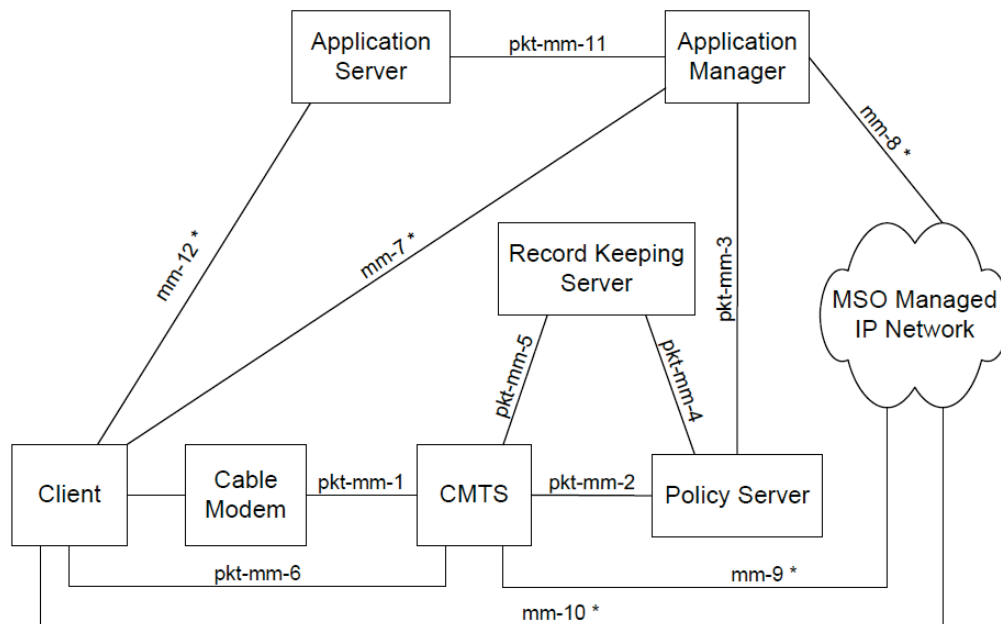 Application
Server
pkt-mm-11
Application
Manager
mm-8 *
mm-12 *
mm-7 *
Record Keeping
Server
pkt-mm-3
MSO Managed
IP Network
pkt-mm-5
pkt-mm-4
Client
Cable
Modem
pkt-mm-1
CMTS
pkt-mm-2
Policy Server
pkt-mm-6
mm-9 *
mm-10 *